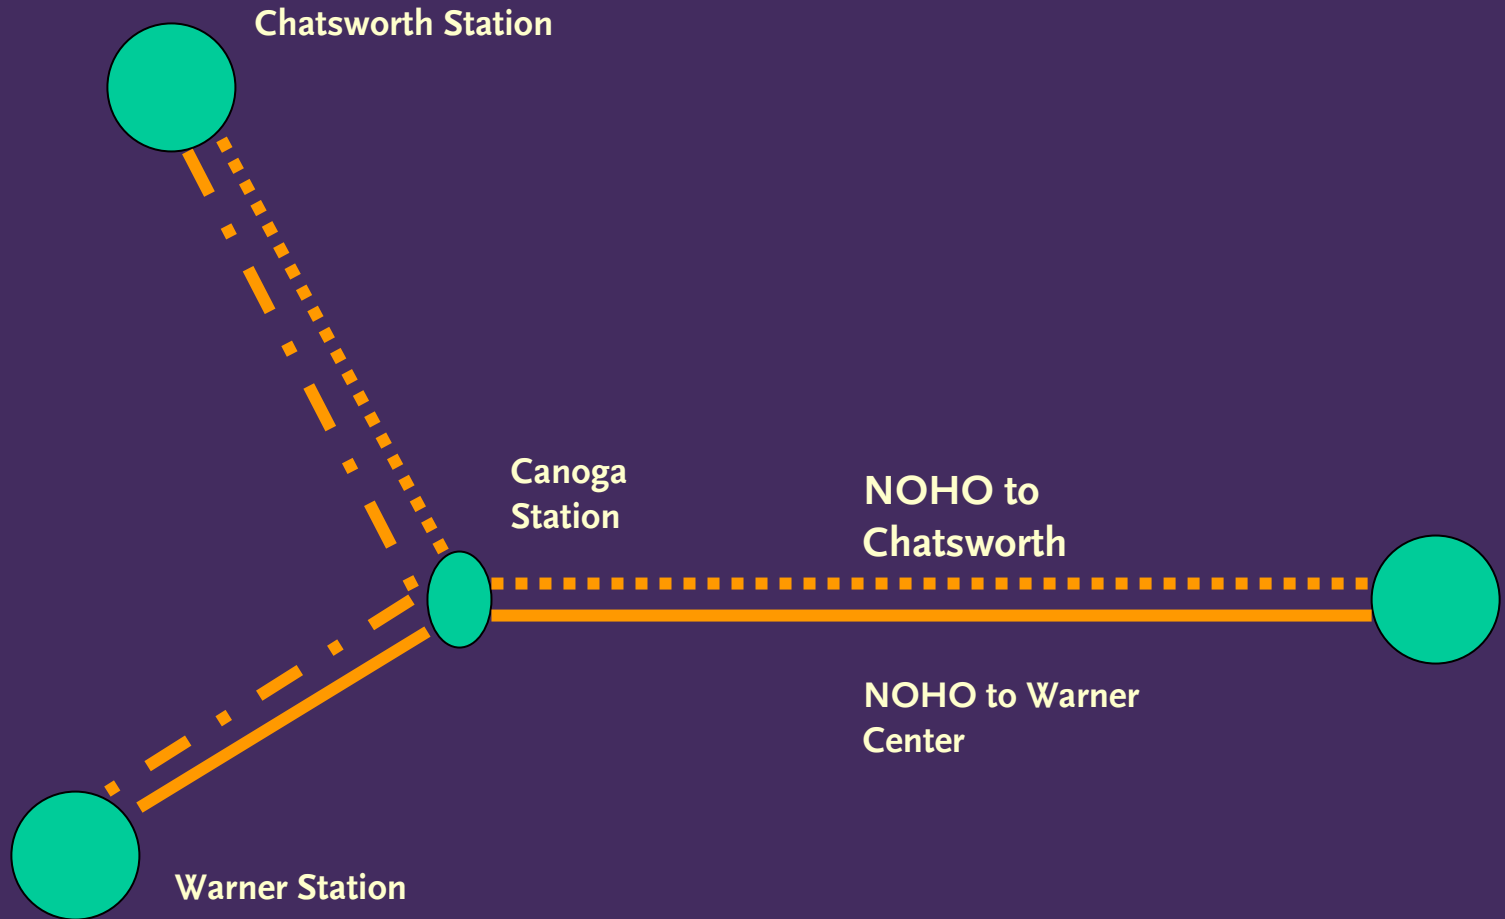 Chatsworth Station
Canoga
Station
NOHO to
Chatsworth
NOHO to Warner
Center
Warner Station